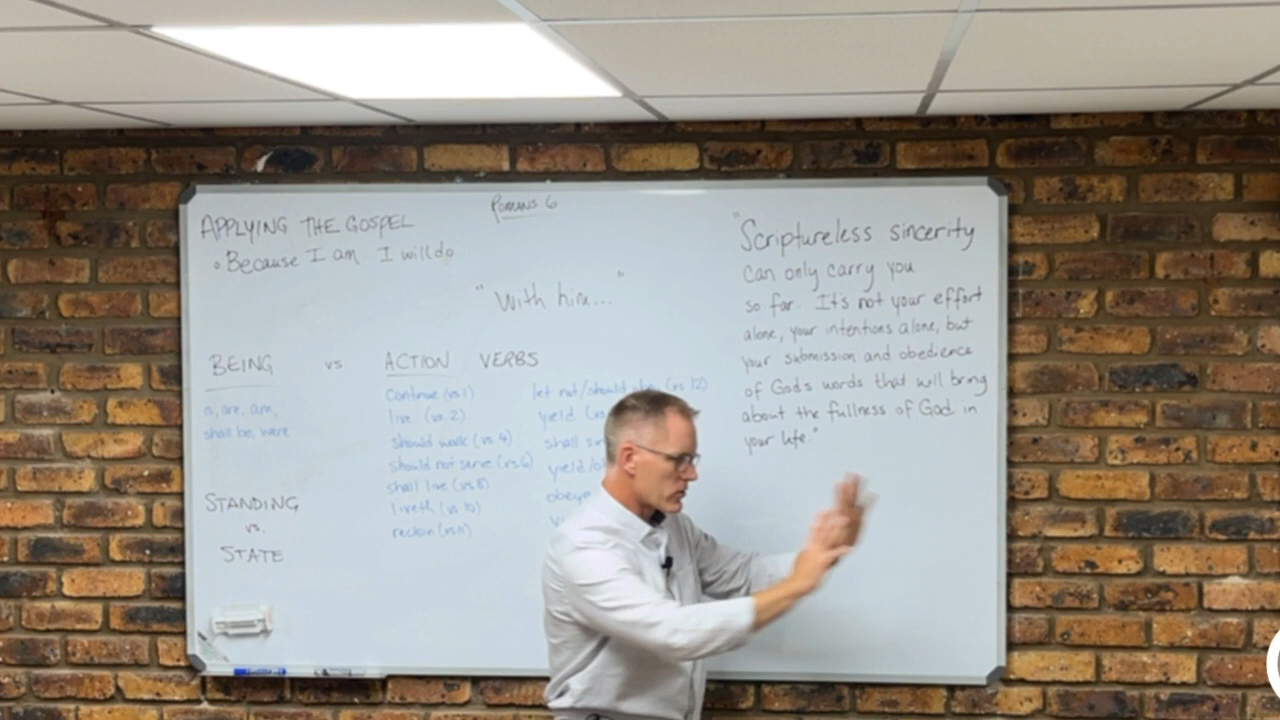 Romans 6
APPLYING THE GOSPEL
Because I am I will do...
"With him..."
BEING vs ACTION VERBS
is, are, am,
shall be, were
continue (vs. 1)
live (vs. 2)
should walk (vs. 4)
should not serve (vs. 6)
shall live (vs. 8)
liveth (vs. 10)
reckon (vs. 11)
let not/should obey (vs. 12)
yield (vs
shall
yield/
STANDING
vs.
STATE
"Scriptureless sincerity
can only carry you
so far. It's not your effort
alone, your intentions alone, but
your submission and obedience
of God's words that will bring
about the fullness of God in
your life."